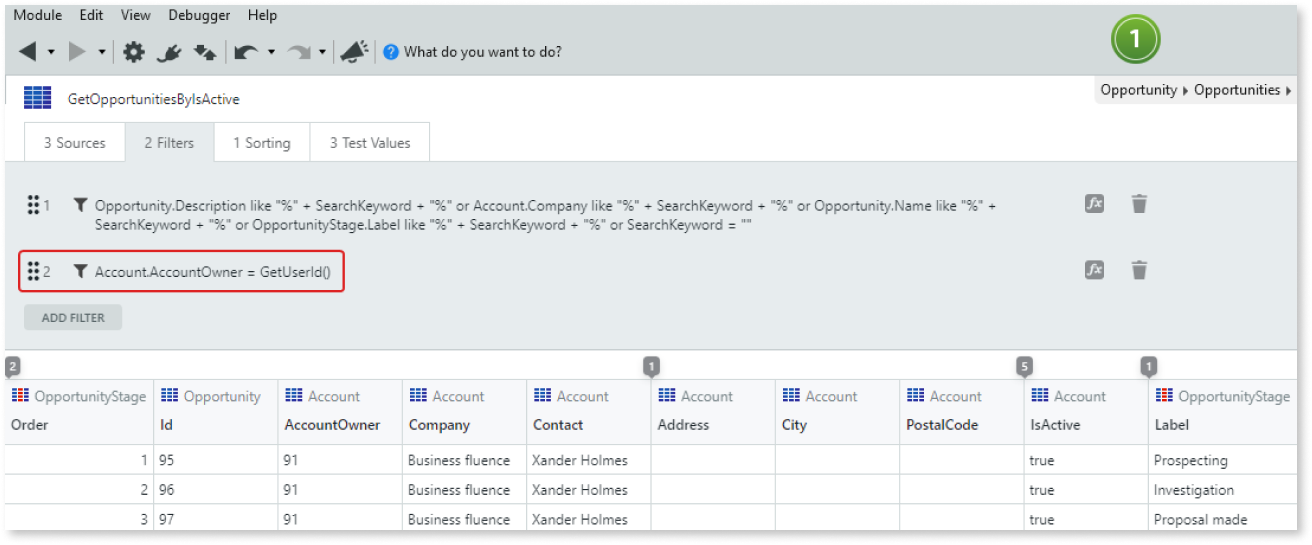 Module Edit View Debugger Help
What do you want to do?
1
GetOpportunitiesByIsActive
Opportunity Opportunities
3 Sources 2 Filters 1 Sorting 3 Test Values
1 Opportunity.Description like "%" + SearchKeyword + "%" or Account.Company like "%" + SearchKeyword + "%" or Opportunity.Name like "%" +
SearchKeyword + "%" or OpportunityStage.Label like "%" + SearchKeyword + "%" or SearchKeyword = ""
fx
2 Account.AccountOwner = GetUserId()
fx
ADD FILTER
2 1 5 1
OpportunityStage Opportunity Account Account Account Account Account Account Account OpportunityStage
Order Id AccountOwner Company Contact Address City PostalCode IsActive Label
1 95 91 Business fluence Xander Holmes true Prospecting
2 96 91 Business fluence Xander Holmes true Investigation
3 97 91 Business fluence Xander Holmes true Proposal made